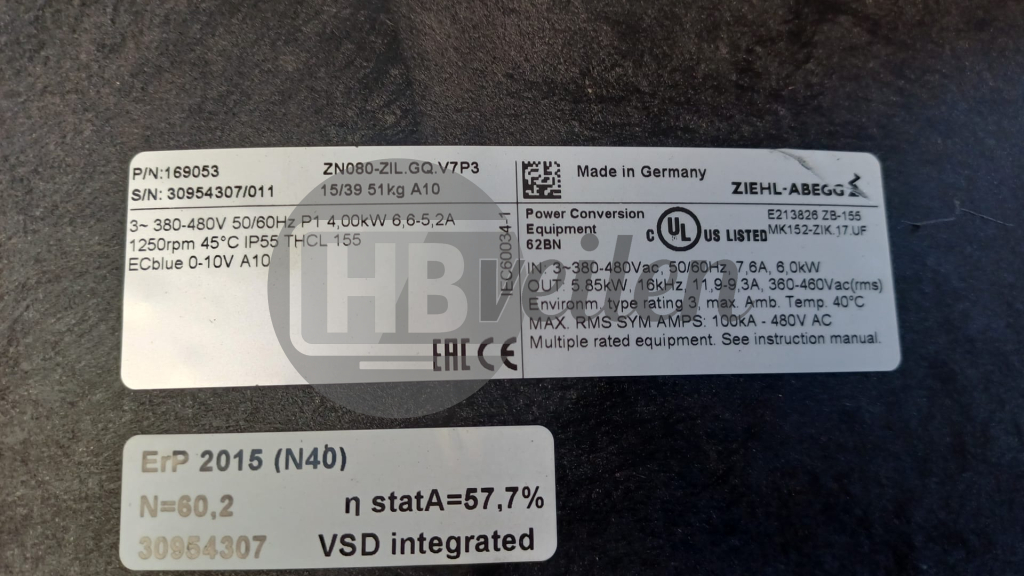 P/N:169053
ZN080-ZIL.GQ.V7P3
S/N: 30954307/011
15/39 51kg A10
3~ 380-480V 50/60Hz P1 4,00kW 6,6-5,2A
1250rpm 45°C IP55 THCL 155
ECblue 0-10V A10
IEC60034-1
EAC CE
Made in Germany
ZIEHL-ABEGG
Power Conversion
Equipment
62BN
C UL US LISTED
E213826 ZB-155
MK152-ZIK.17.UF
IN: 3~380-480Vac, 50/60Hz, 7,6A, 6,0kW
OUT: 3.85kW, 16kHz, 11,9-9,3A, 360-460Vac(rms)
Environm. type rating 3, max. Amb. Temp. 40°C
MAX. RMS SYM AMPS: 100kA - 480V AC
Multiple rated equipment. See instruction manual.
HBveilen
ErP 2015 (N40)
N=60,2
η statA=57,7%
30954307
VSD integrated